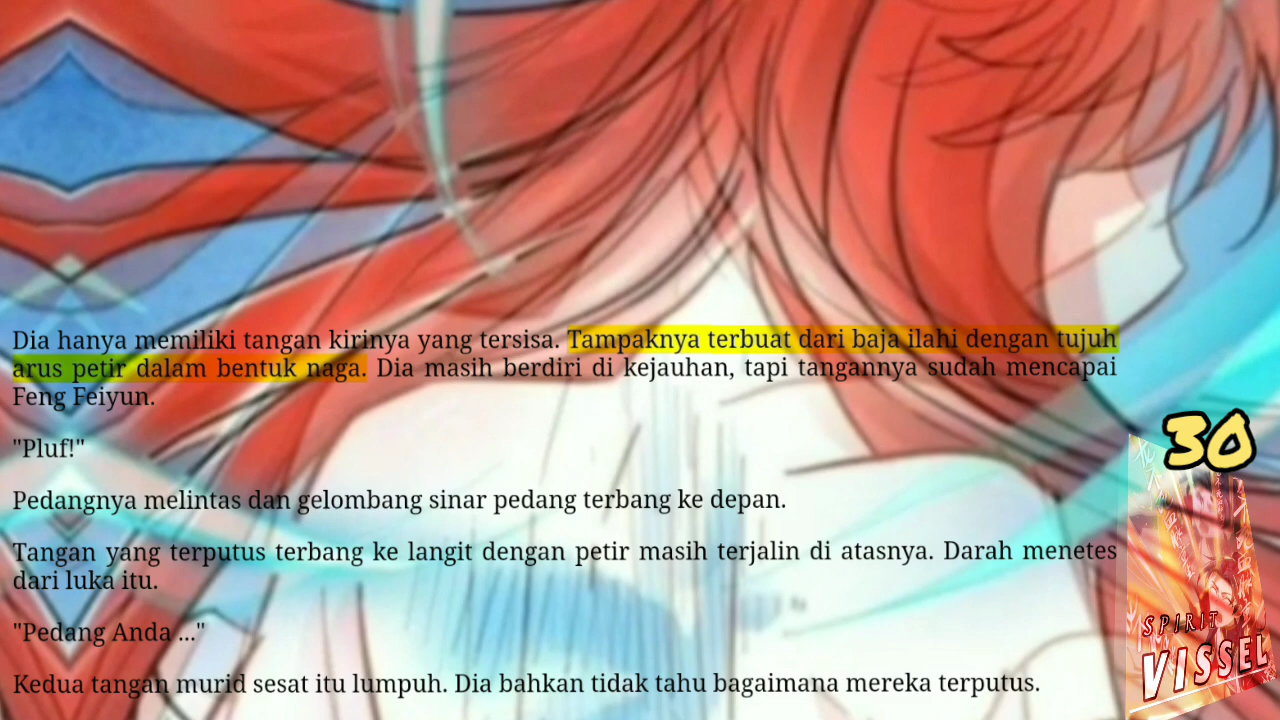 Dia hanya memiliki tangan kirinya yang tersisa. Tampaknya terbuat dari baja ilahi dengan tujuh
arus petir dalam bentuk naga. Dia masih berdiri di kejauhan, tapi tangannya sudah mencapai
Feng Feiyun.
"Pluf!"
Pedangnya melintas dan gelombang sinar pedang terbang ke depan.
Tangan yang terputus terbang ke langit dengan petir masih terjalin di atasnya. Darah menetes
dari luka itu.
"Pedang Anda ..."
Kedua tangan murid sesat itu lumpuh. Dia bahkan tidak tahu bagaimana mereka terputus.
30
SPIRIT
VISSEL